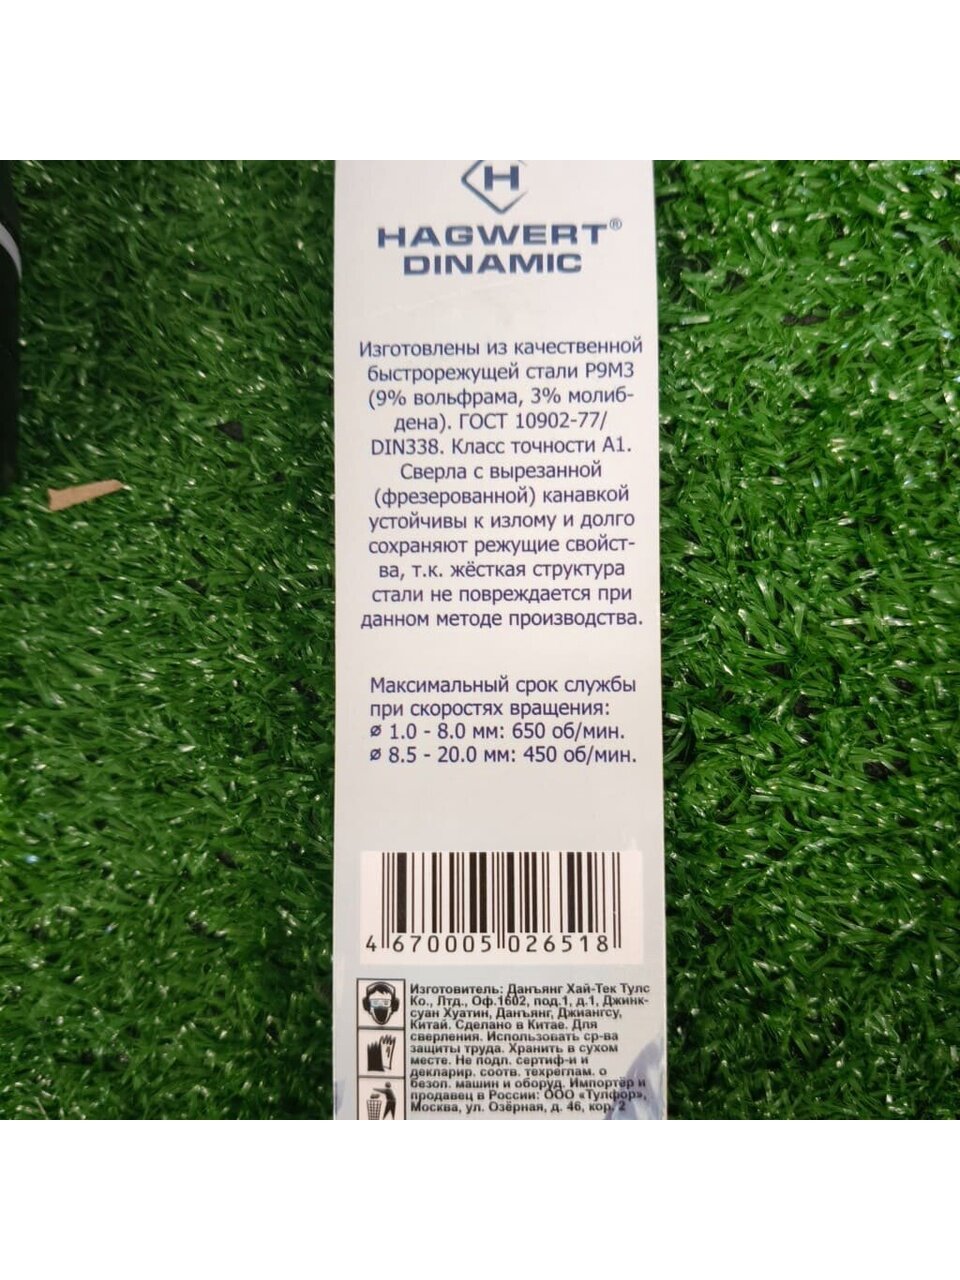 H
HAGWERT®
DINAMIC
Изготовлены из качественной
быстрорежущей стали Р9М3
(9% вольфрама, 3% молиб-
дена). ГОСТ 10902-77/
DIN338. Класс точности А1.
Сверла с вырезанной
(фрезерованной) канавкой
устойчивы к излому и долго
сохраняют режущие свойст-
ва, т.к. жёсткая структура
стали не повреждается при
данном методе производства.
Максимальный срок службы
при скоростях вращения:
ø 1.0 - 8.0 мм: 650 об/мин.
ø 8.5 - 20.0 мм: 450 об/мин.
4 670005 026518
Изготовитель: Данъянг Хай-Тек Тулс
Ко., Лтд., Оф.1602, под.1, д.1, Джинк-
суан Хуатин, Данъянг, Джиангсу,
Китай. Сделано в Китае. Для
сверления. Использовать ср-ва
защиты труда. Хранить в сухом
месте. Не подл. сертиф-и и
декларир. соотв. техреглам. о
безоп. машин и оборуд. Импортёр и
продавец в России: ООО «Тулфор»,
Москва, ул. Озёрная, д. 46, кор. 2